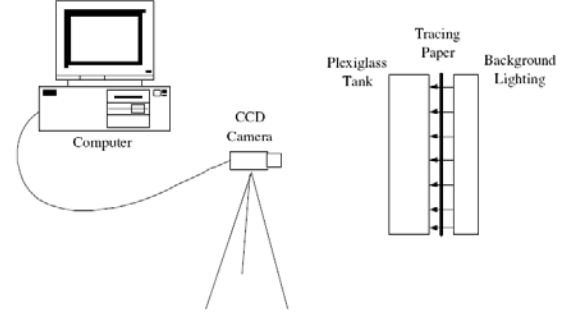 Tracing
Paper
Plexiglass
Tank
Background
Lighting
CCD
Camera
Computer